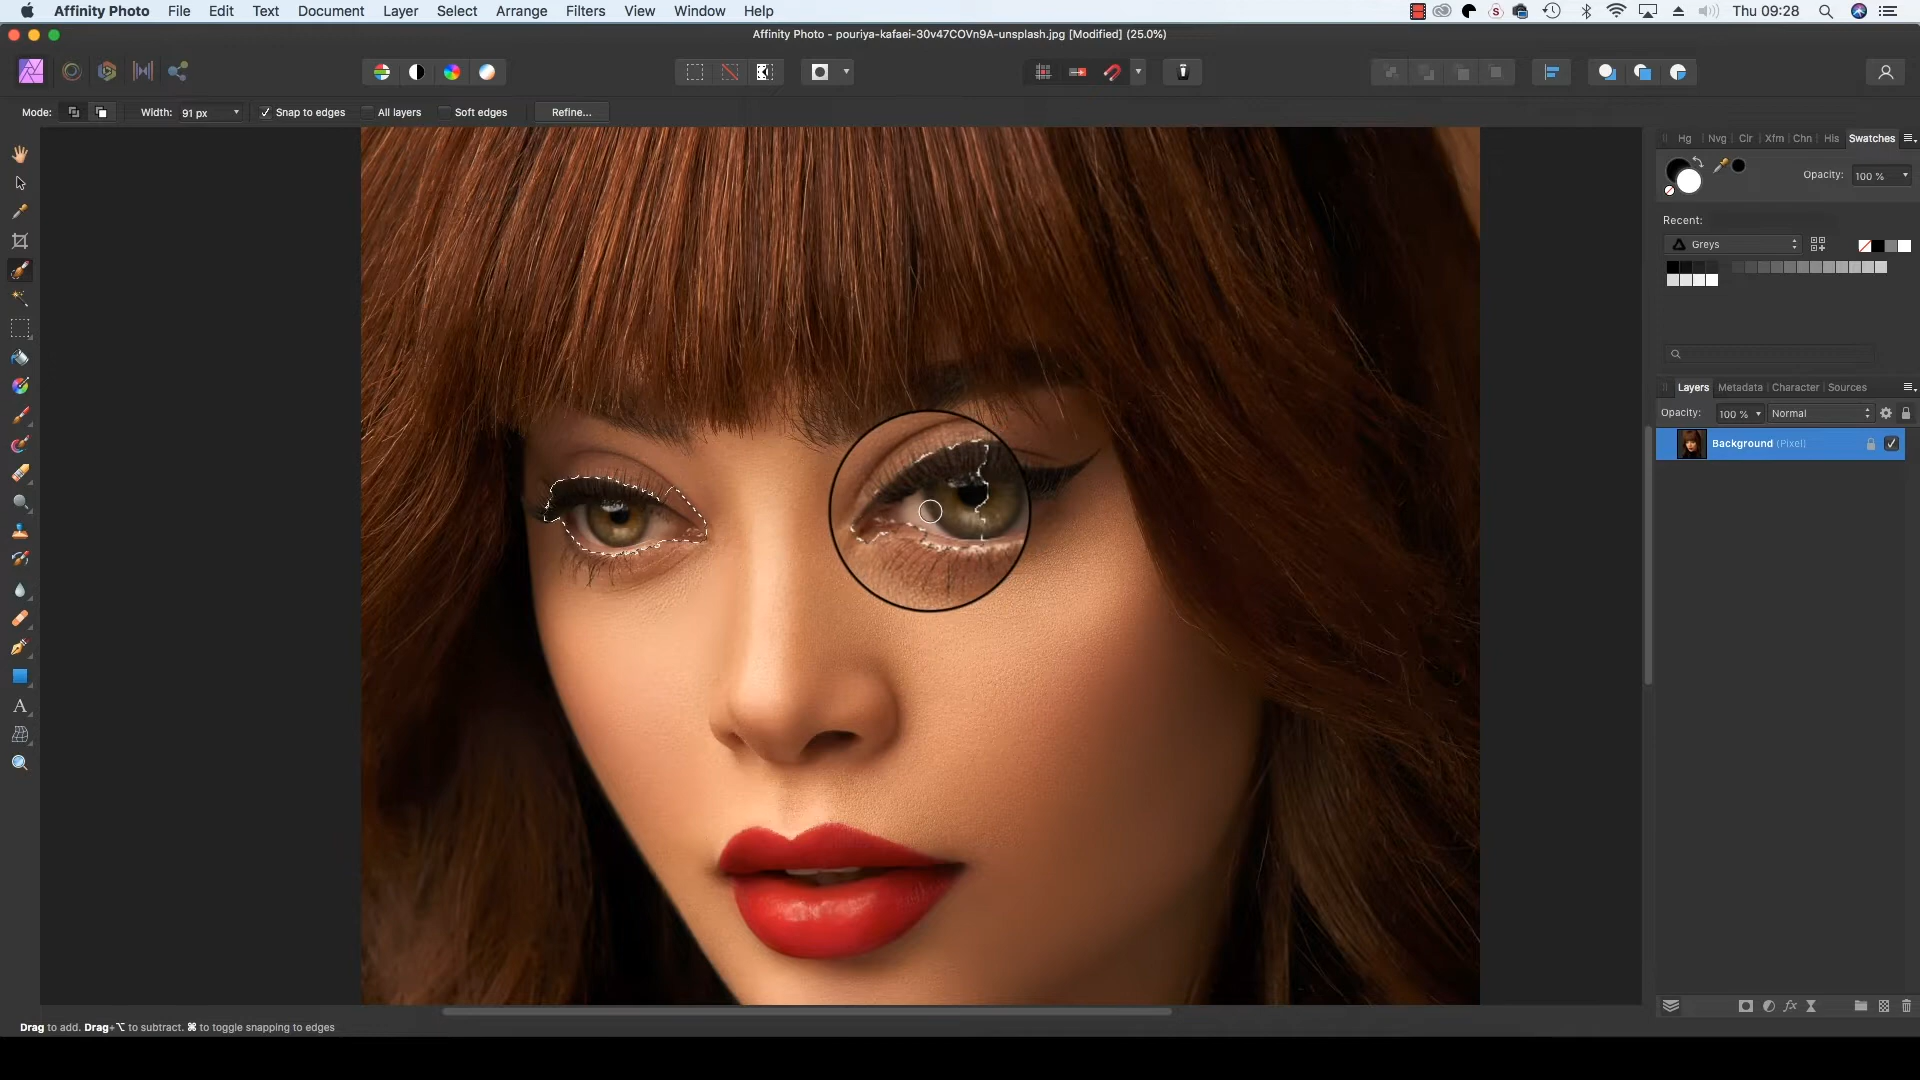 Affinity Photo File Edit Text Document Layer Select Arrange Filters View Window Help Thu 09:28
Affinity Photo - pouriya-kafaei-30v47COVn9A-unsplash.jpg [Modified] (25.0%)
Mode: Width: 91 px Snap to edges All layers Soft edges Refine...
Hg Nvg Clr Xfm Chn Hls Swatches
Opacity: 100 %
Recent:
Greys
Layers Metadata Character Sources
Opacity: 100 % Normal
Background (Pixel)
Drag to add. Drag+⌥ to subtract. ⌘ to toggle snapping to edges